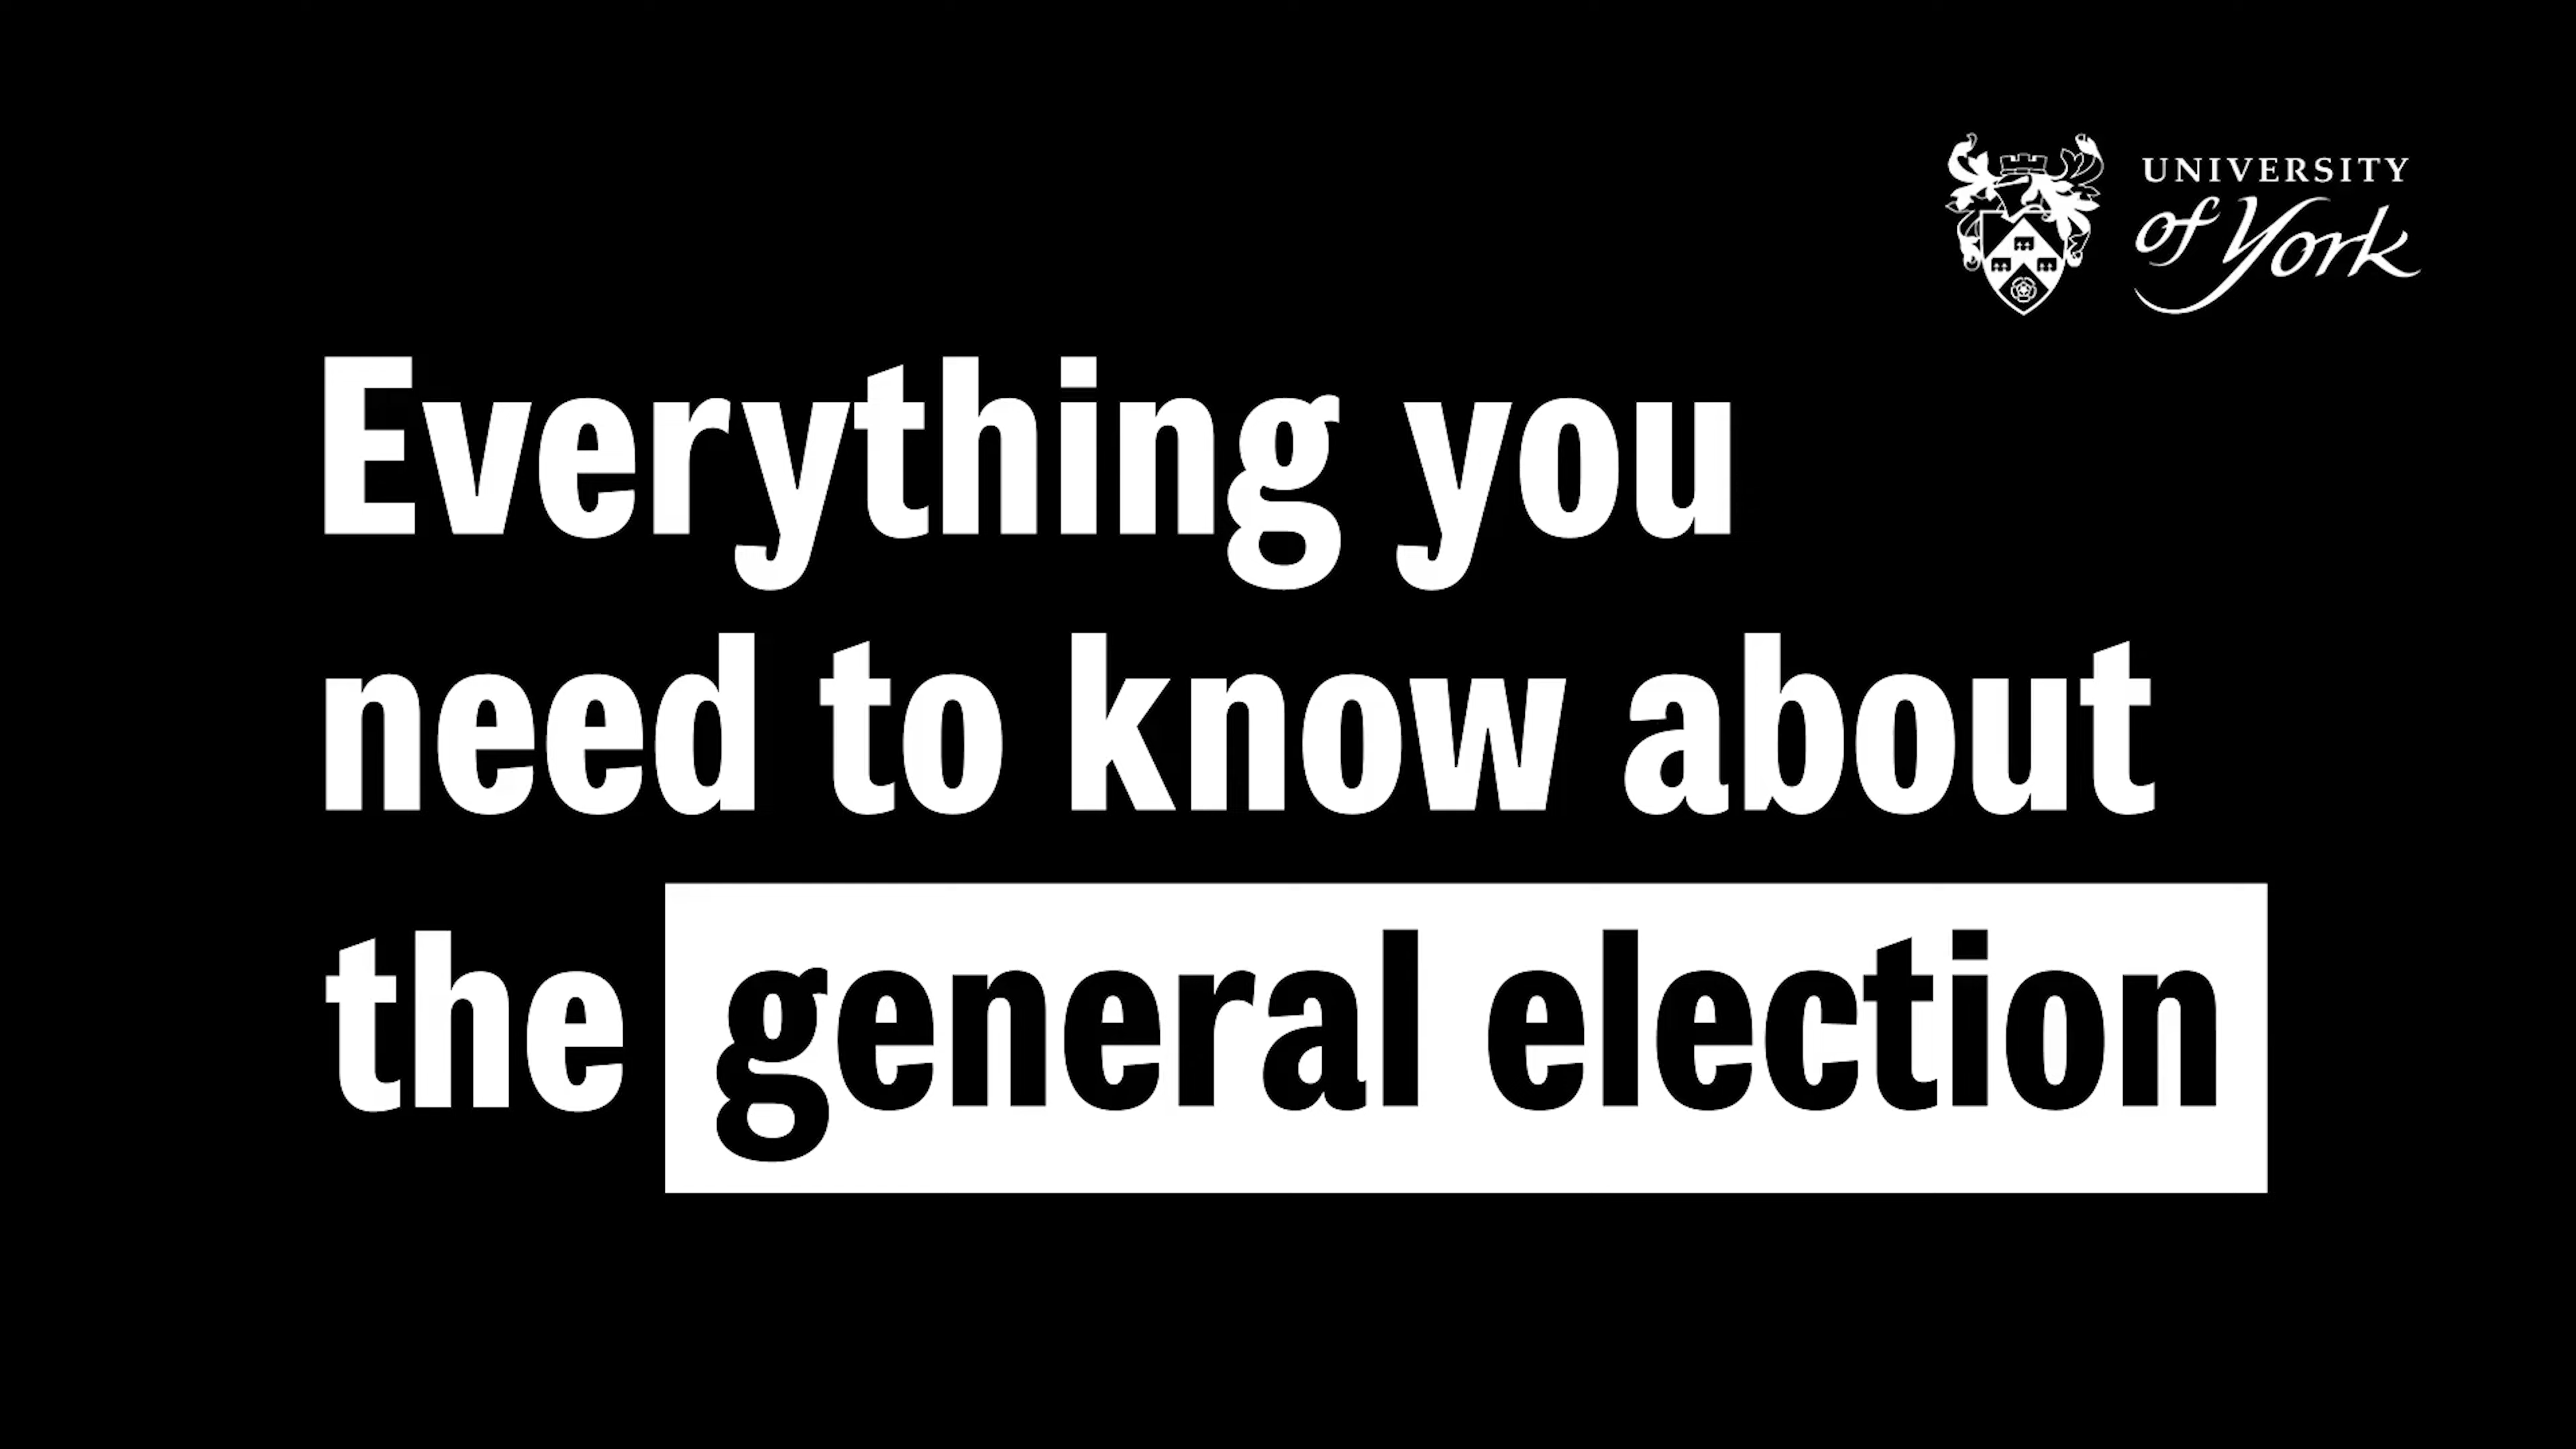 UNIVERSITY
of York
Everything you
need to know about
the general election